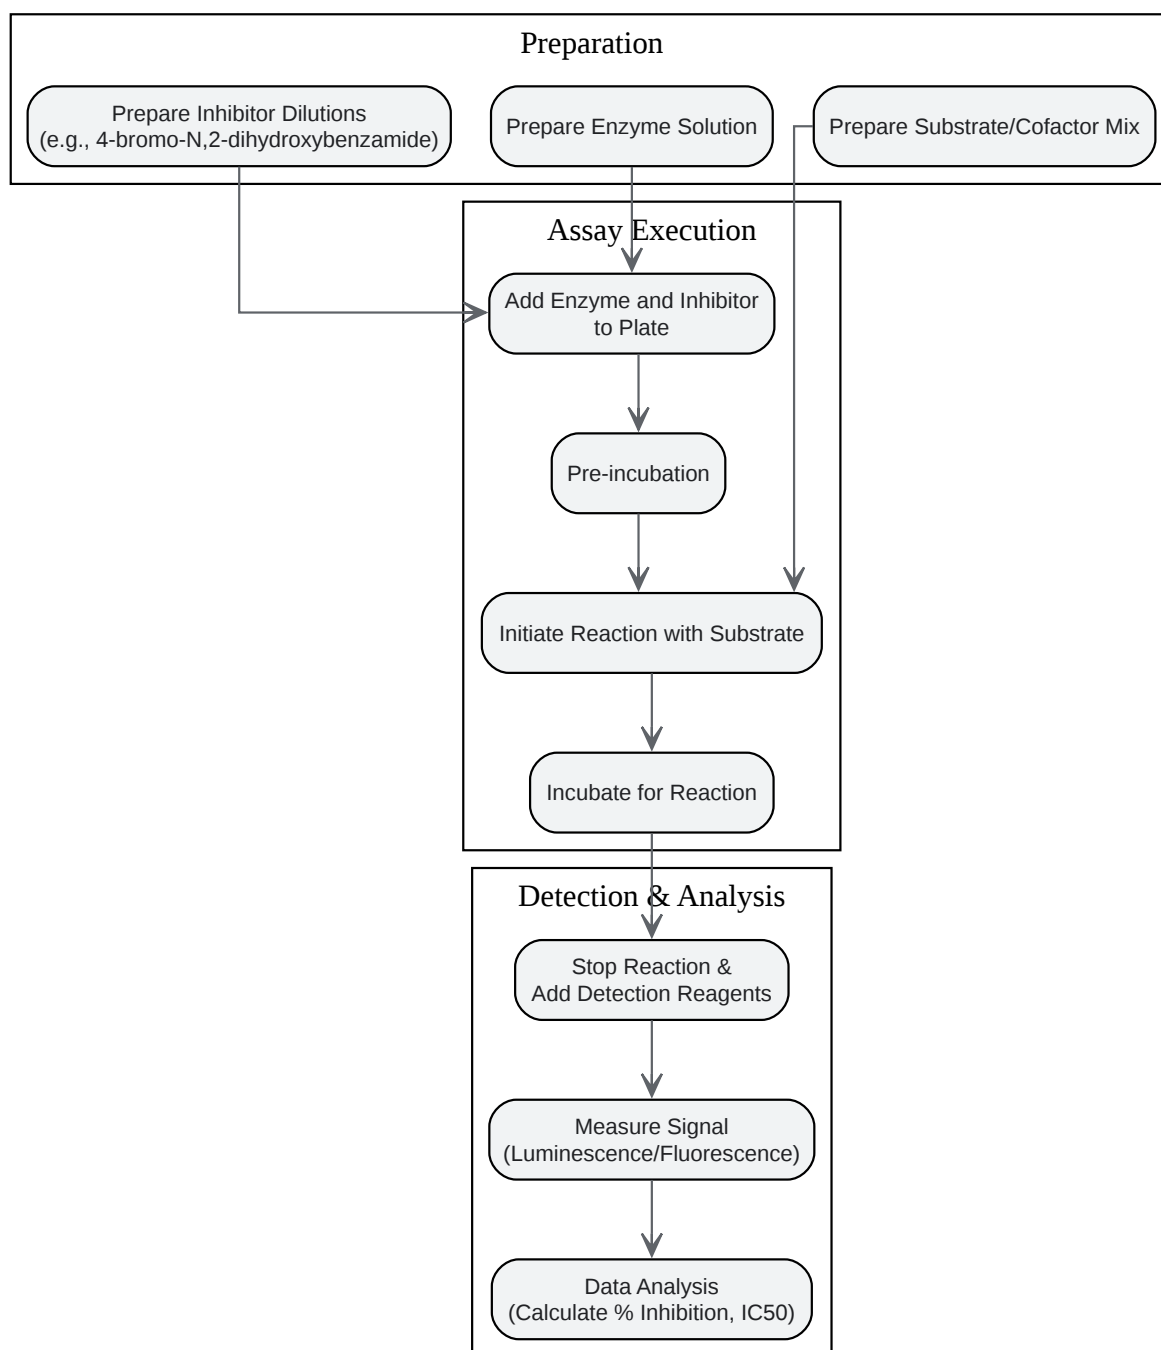 Preparation
Prepare Inhibitor Dilutions
(e.g., 4-bromo-N,2-dihydroxybenzamide)
Prepare Enzyme Solution
Prepare Substrate/Cofactor Mix
Assay Execution
Add Enzyme and Inhibitor
to Plate
Pre-incubation
Initiate Reaction with Substrate
Incubate for Reaction
Detection & Analysis
Stop Reaction &
Add Detection Reagents
Measure Signal
(Luminescence/Fluorescence)
Data Analysis
(Calculate % Inhibition, IC50)